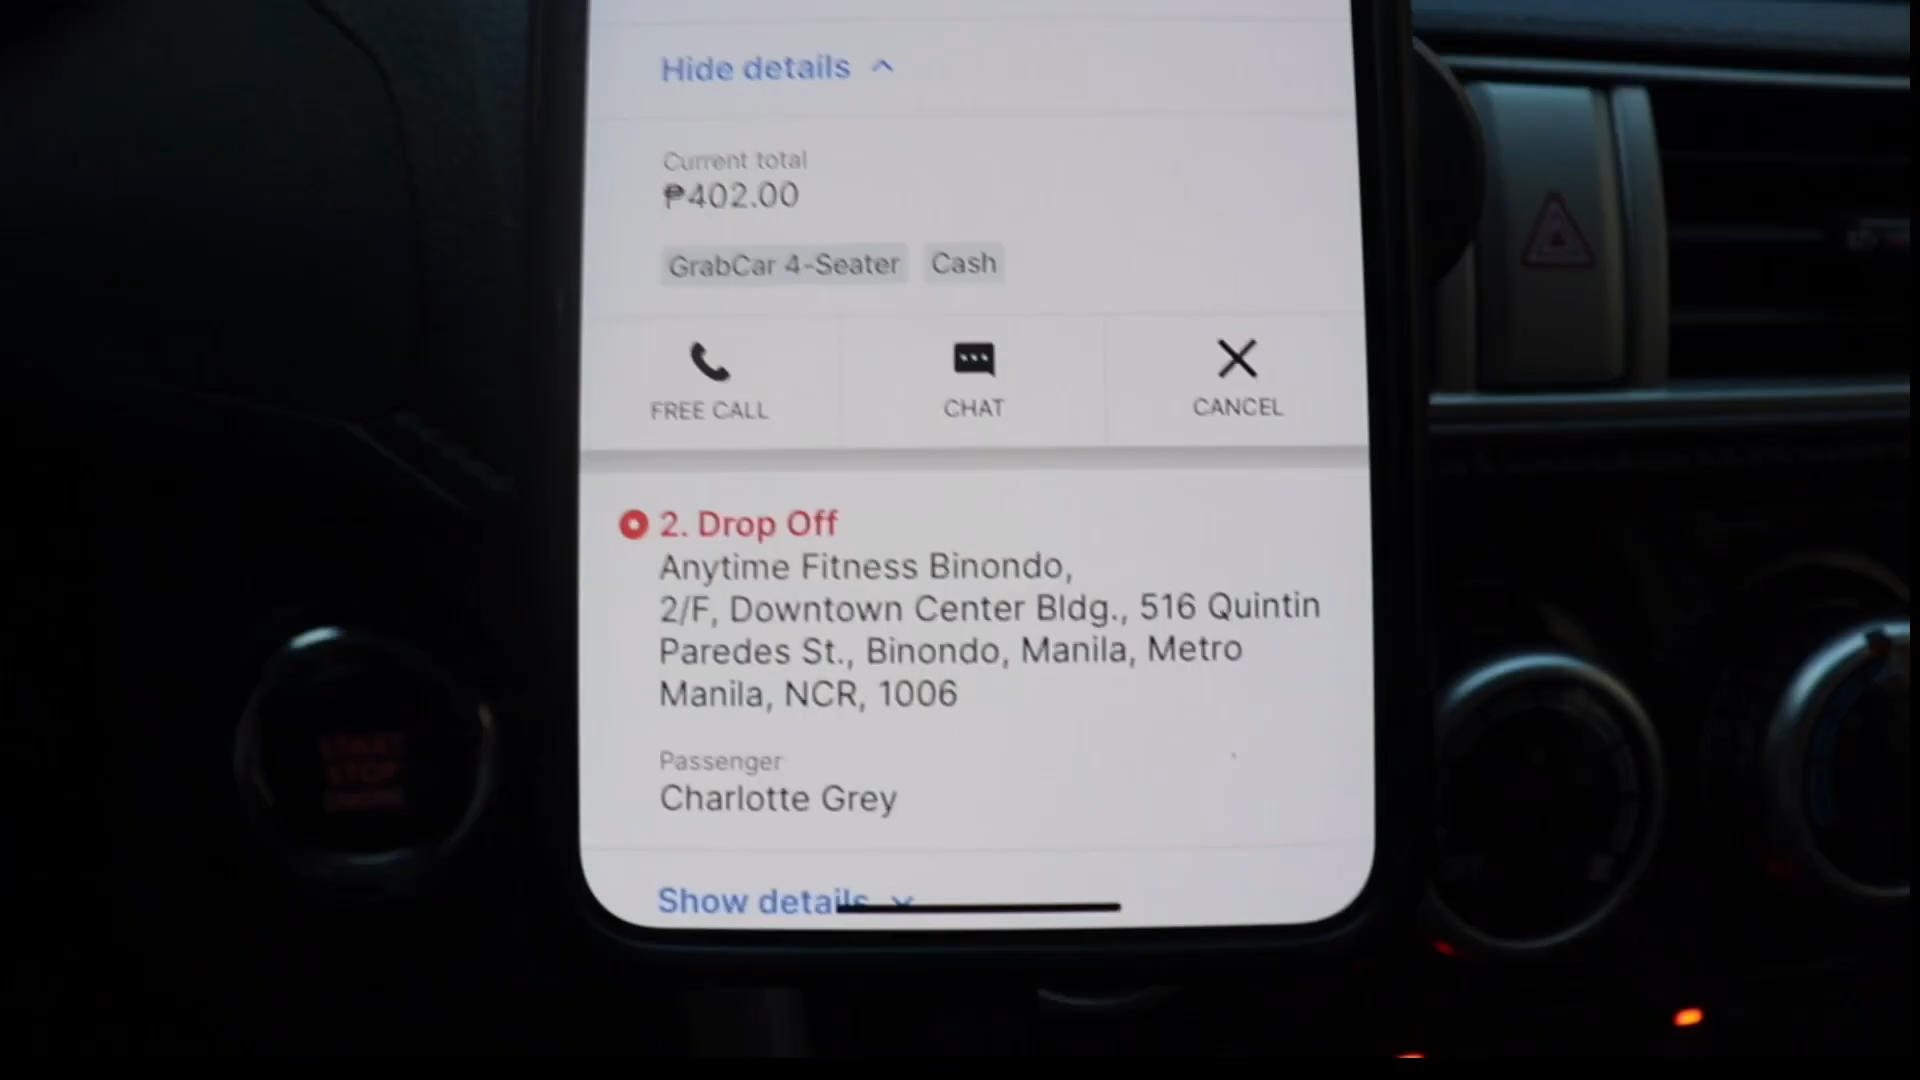 Hide details
Current total
₱402.00
GrabCar 4-Seater Cash
FREE CALL CHAT CANCEL
2. Drop Off
Anytime Fitness Binondo,
2/F, Downtown Center Bldg., 516 Quintin
Paredes St., Binondo, Manila, Metro
Manila, NCR, 1006
Passenger
Charlotte Grey
Show details
START
STOP